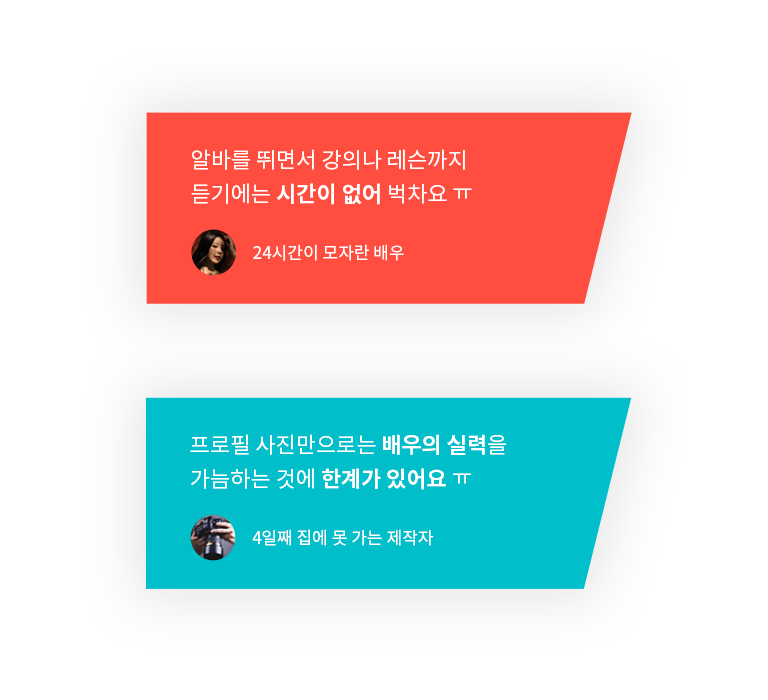 알바를 뛰면서 강의나 레슨까지
듣기에는 시간이 없어 벅차요 ㅠ
24시간이 모자란 배우
프로필 사진만으로는 배우의 실력을
가늠하는 것에 한계가 있어요 ㅠ
4일째 집에 못 가는 제작자